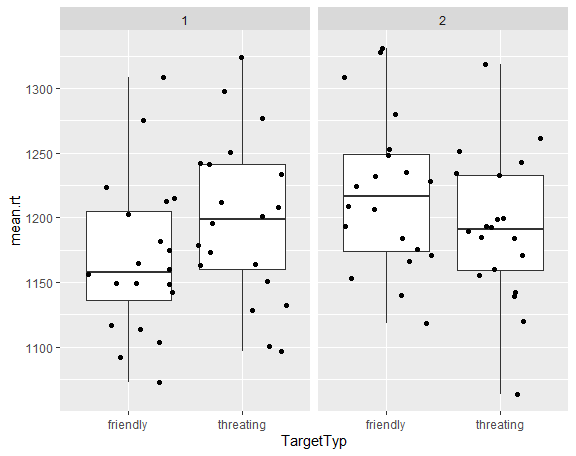 1 2
mean.rt
1300
1250
1200
1150
1100
friendly threating friendly threating
TargetTyp